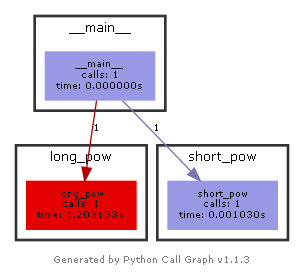 __main__
__main__
calls: 1
time: 0.000000s
1
1
long_pow
short_pow
long_pow
calls: 1
time: 1.203133s
short_pow
calls: 1
time: 0.001030s
Generated by Python Call Graph v1.1.3